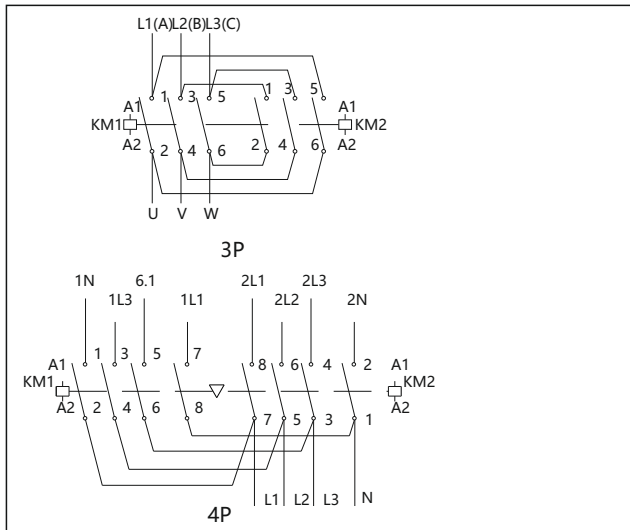 L1(A) L2(B) L3(C)
1 3 5 1 3 5
A1 A1
KM1 KM2
A2 A2
2 4 6 2 4 6
U V W
3P
1N 6.1 2L1 2L3
1L3 1L1 2L2 2N
A1 1 3 5 7 8 6 4 2 A1
KM1 KM2
A2 2 4 6 8 7 5 3 1 A2
L1 L2 L3 N
4P